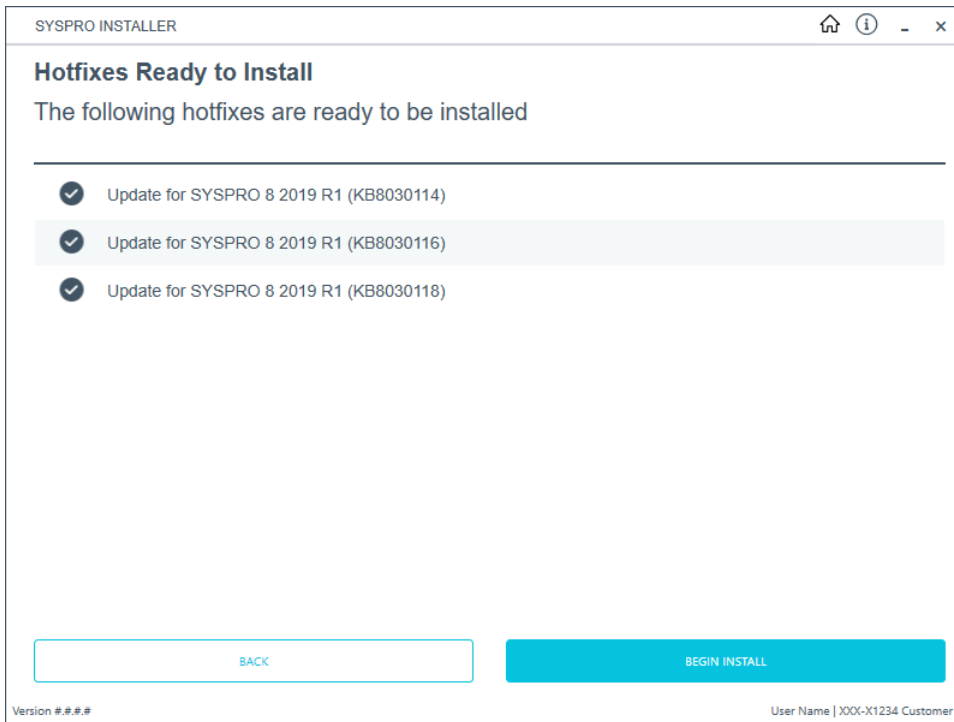 SYSPRO INSTALLER
Hotfixes Ready to Install
The following hotfixes are ready to be installed
Update for SYSPRO 8 2019 R1 (KB8030114)
Update for SYSPRO 8 2019 R1 (KB8030116)
Update for SYSPRO 8 2019 R1 (KB8030118)
BACK
BEGIN INSTALL
Version #.#.#.#
User Name | XXX-X1234 Customer